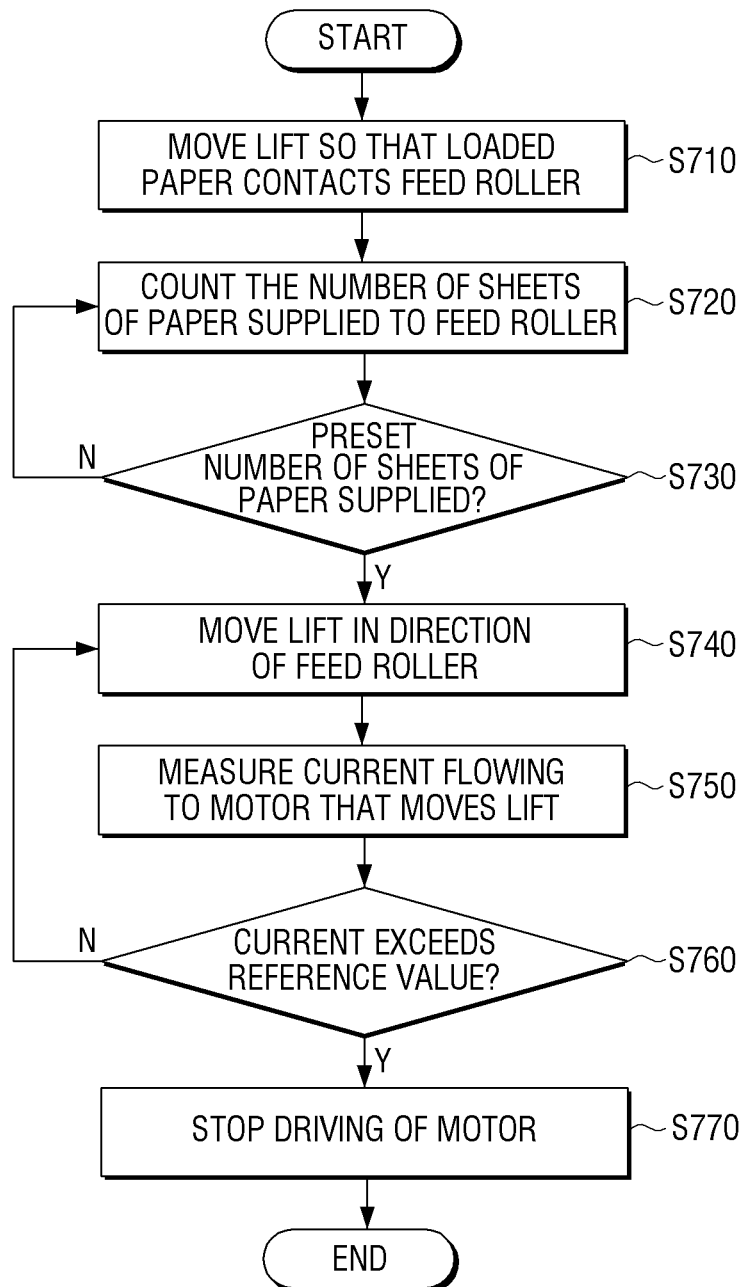 START
MOVE LIFT SO THAT LOADED
PAPER CONTACTS FEED ROLLER
S710
COUNT THE NUMBER OF SHEETS
OF PAPER SUPPLIED TO FEED ROLLER
S720
PRESET
NUMBER OF SHEETS OF
PAPER SUPPLIED?
N
S730
Y
MOVE LIFT IN DIRECTION
OF FEED ROLLER
S740
MEASURE CURRENT FLOWING
TO MOTOR THAT MOVES LIFT
S750
N
CURRENT EXCEEDS
REFERENCE VALUE?
S760
Y
STOP DRIVING OF MOTOR
S770
END